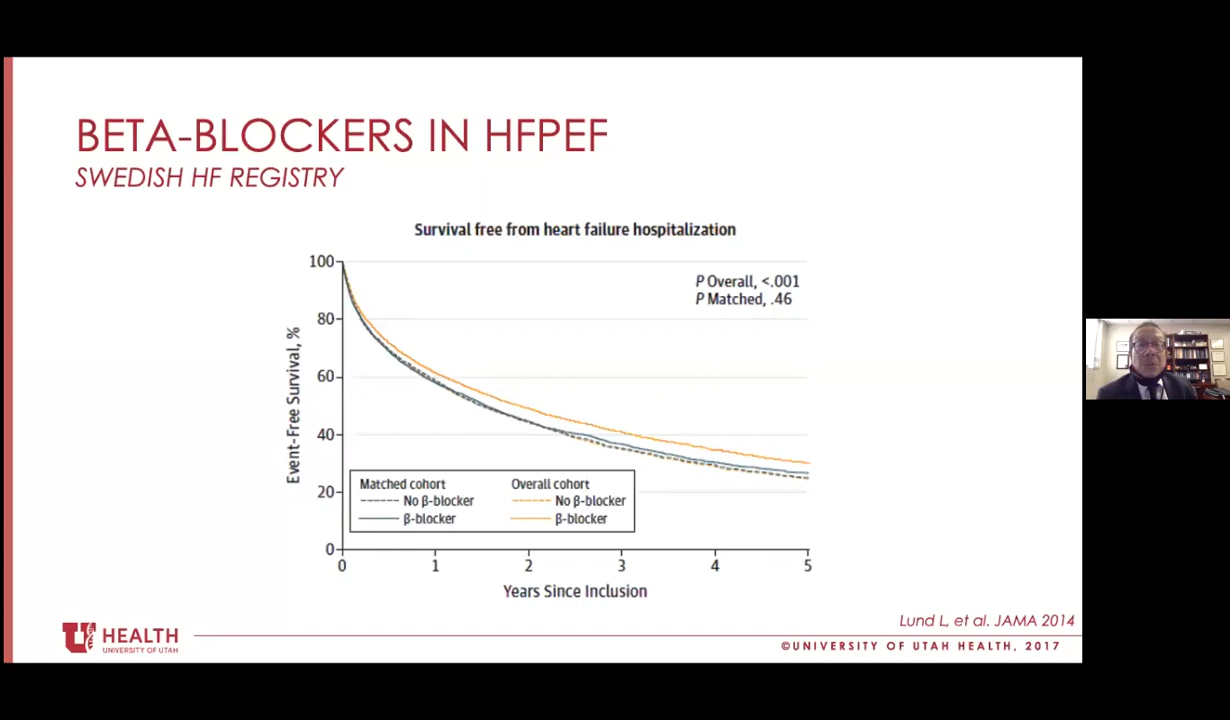 BETA-BLOCKERS IN HFPEF
SWEDISH HF REGISTRY
Survival free from heart failure hospitalization
P Overall, <.001
P Matched, .46
Event-Free Survival, %
100
80
60
40
20
0
Matched cohort
No β-blocker
β-blocker
Overall cohort
No β-blocker
β-blocker
0 1 2 3 4 5
Years Since Inclusion
Lund L, et al. JAMA 2014
U HEALTH
UNIVERSITY OF UTAH
©UNIVERSITY OF UTAH HEALTH, 2017